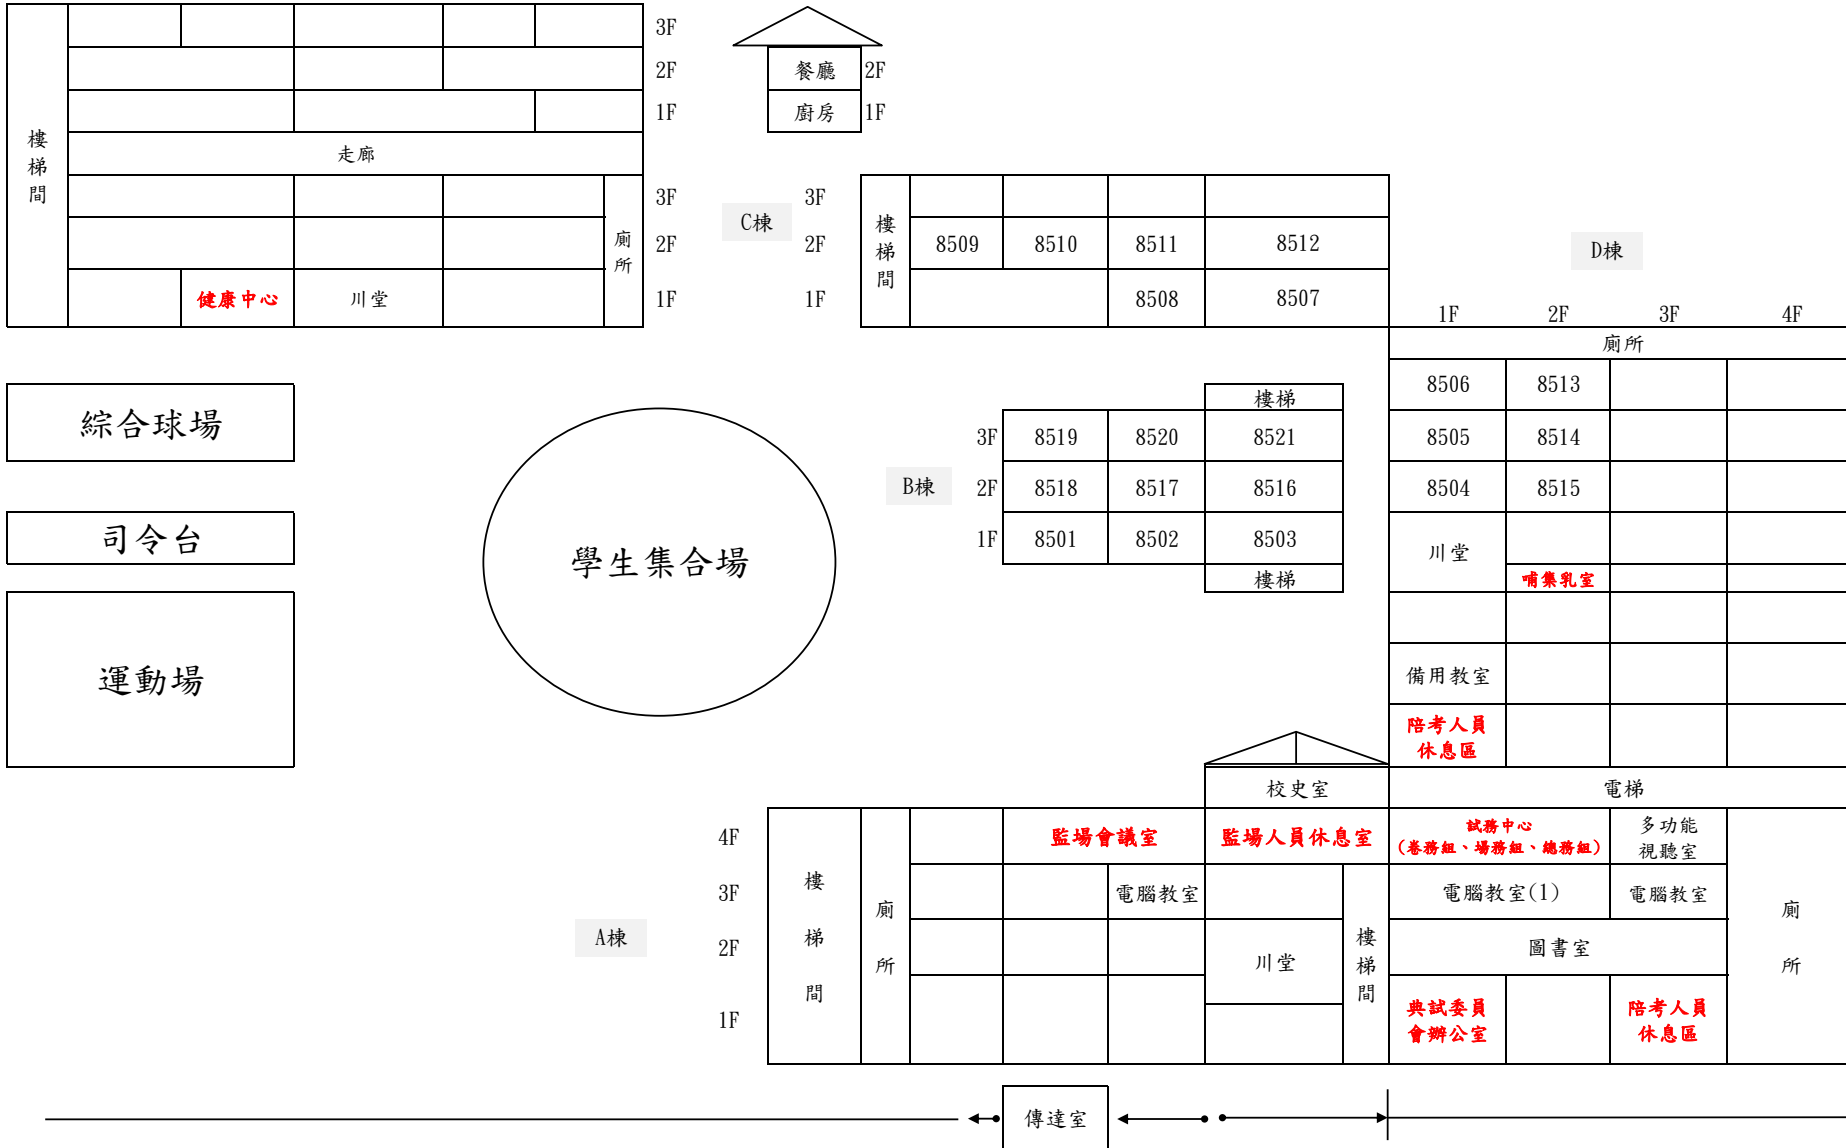 3F
2F
1F
樓梯間
走廊
3F
2F
1F
廁所
健康中心
川堂
餐廳 2F
廚房 1F
C棟
3F
2F
1F
樓梯間
8509 8510 8511 8512
8508 8507
D棟
1F 2F 3F 4F
廁所
8506 8513
8505 8514
8504 8515
川堂
哺集乳室
備用教室
陪考人員
休息區
電梯
綜合球場
司令台
運動場
學生集合場
B棟
樓梯
3F 8519 8520 8521
2F 8518 8517 8516
1F 8501 8502 8503
樓梯
校史室
A棟
4F
3F
2F
1F
樓梯間
廁所
監場會議室
監場人員休息室
試務中心
(卷務組、場務組、總務組)
多功能
視聽室
電腦教室
電腦教室(1)
電腦教室
川堂
樓梯間
圖書室
典試委員
會辦公室
陪考人員
休息區
廁所
傳達室